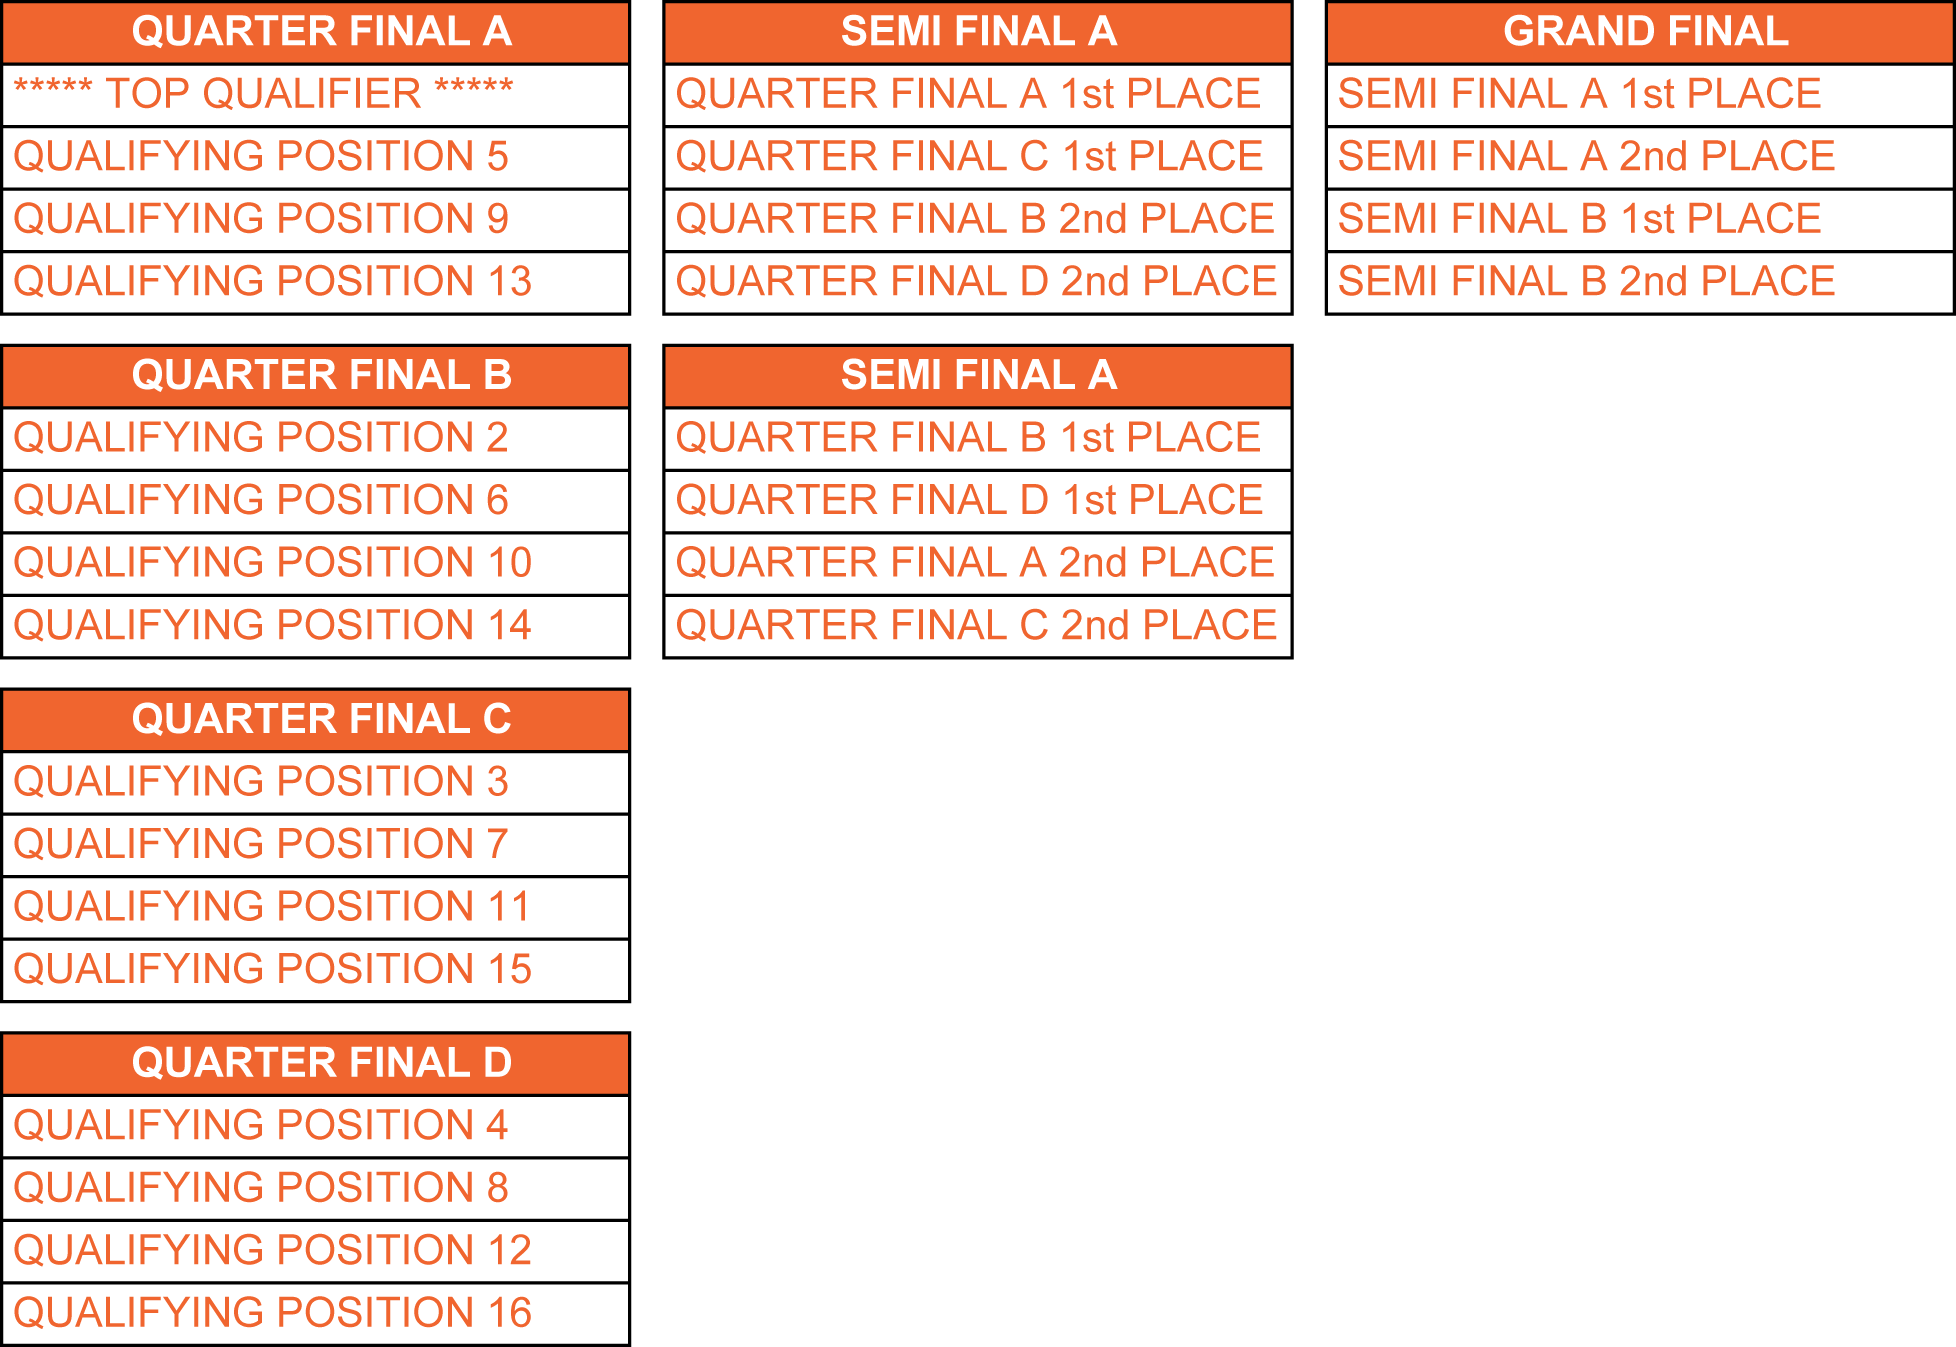 QUARTER FINAL A
***** TOP QUALIFIER *****
QUALIFYING POSITION 5
QUALIFYING POSITION 9
QUALIFYING POSITION 13
QUARTER FINAL B
QUALIFYING POSITION 2
QUALIFYING POSITION 6
QUALIFYING POSITION 10
QUALIFYING POSITION 14
QUARTER FINAL C
QUALIFYING POSITION 3
QUALIFYING POSITION 7
QUALIFYING POSITION 11
QUALIFYING POSITION 15
QUARTER FINAL D
QUALIFYING POSITION 4
QUALIFYING POSITION 8
QUALIFYING POSITION 12
QUALIFYING POSITION 16
SEMI FINAL A
QUARTER FINAL A 1st PLACE
QUARTER FINAL C 1st PLACE
QUARTER FINAL B 2nd PLACE
QUARTER FINAL D 2nd PLACE
SEMI FINAL A
QUARTER FINAL B 1st PLACE
QUARTER FINAL D 1st PLACE
QUARTER FINAL A 2nd PLACE
QUARTER FINAL C 2nd PLACE
GRAND FINAL
SEMI FINAL A 1st PLACE
SEMI FINAL A 2nd PLACE
SEMI FINAL B 1st PLACE
SEMI FINAL B 2nd PLACE